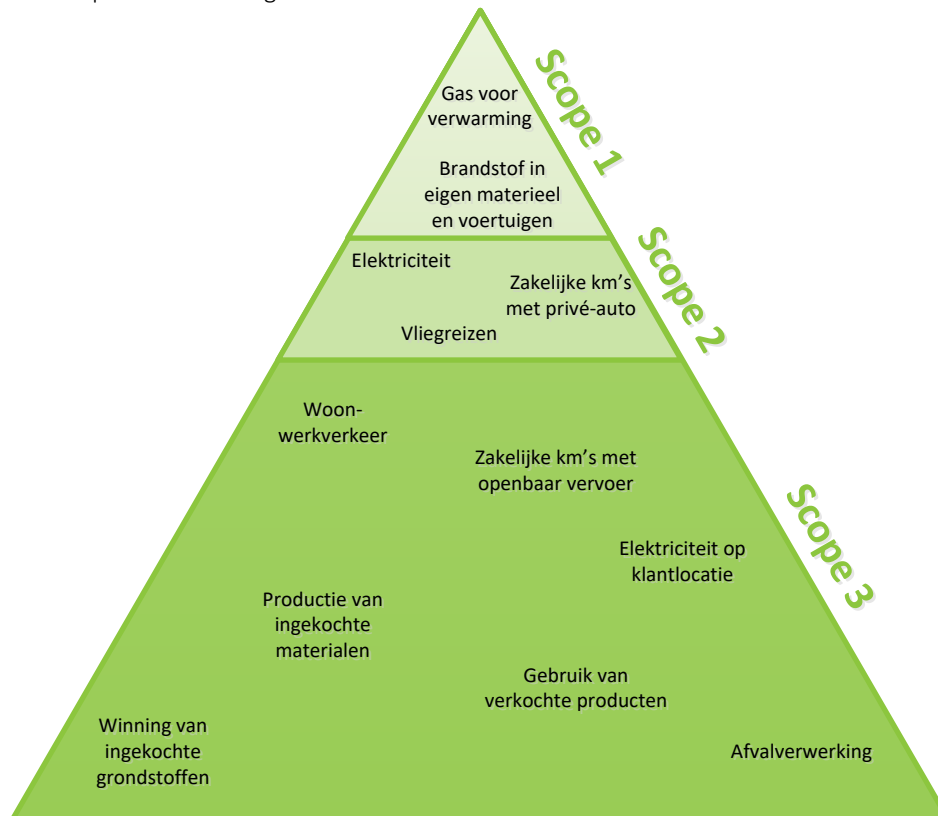 Gas voor
verwarming
Scope 1
Brandstof in
eigen materieel
en voertuigen
Scope 2
Elektriciteit
Zakelijke km's
met privé-auto
Vliegreizen
Woon-
werkverkeer
Zakelijke km's met
openbaar vervoer
Scope 3
Elektriciteit op
klantlocatie
Productie van
ingekochte
materialen
Gebruik van
verkochte producten
Winning van
ingekochte
grondstoffen
Afvalverwerking